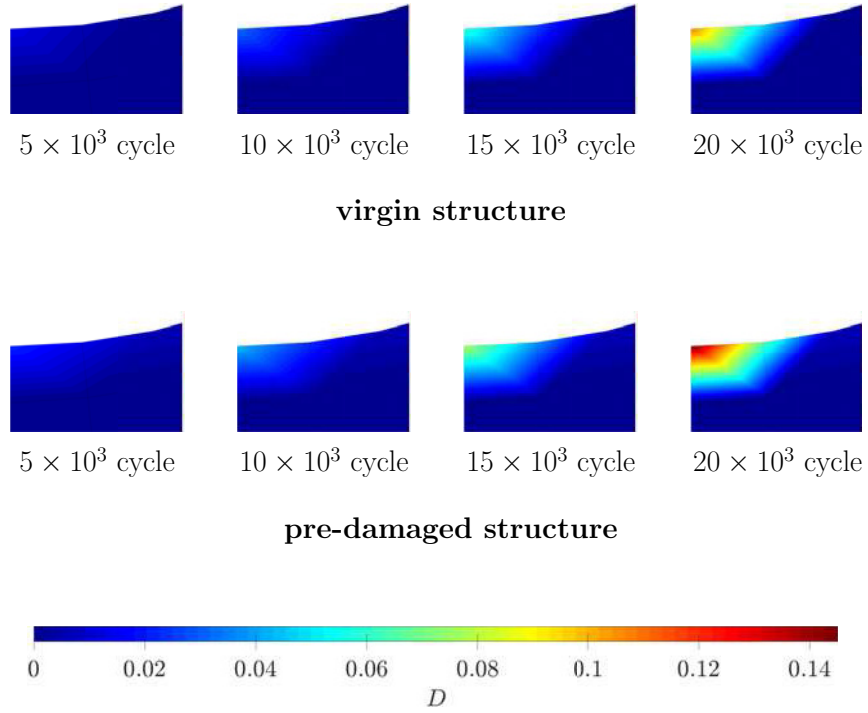 5 × 10³ cycle 10 × 10³ cycle 15 × 10³ cycle 20 × 10³ cycle
virgin structure
5 × 10³ cycle 10 × 10³ cycle 15 × 10³ cycle 20 × 10³ cycle
pre-damaged structure
0 0.02 0.04 0.06 0.08 0.1 0.12 0.14
D